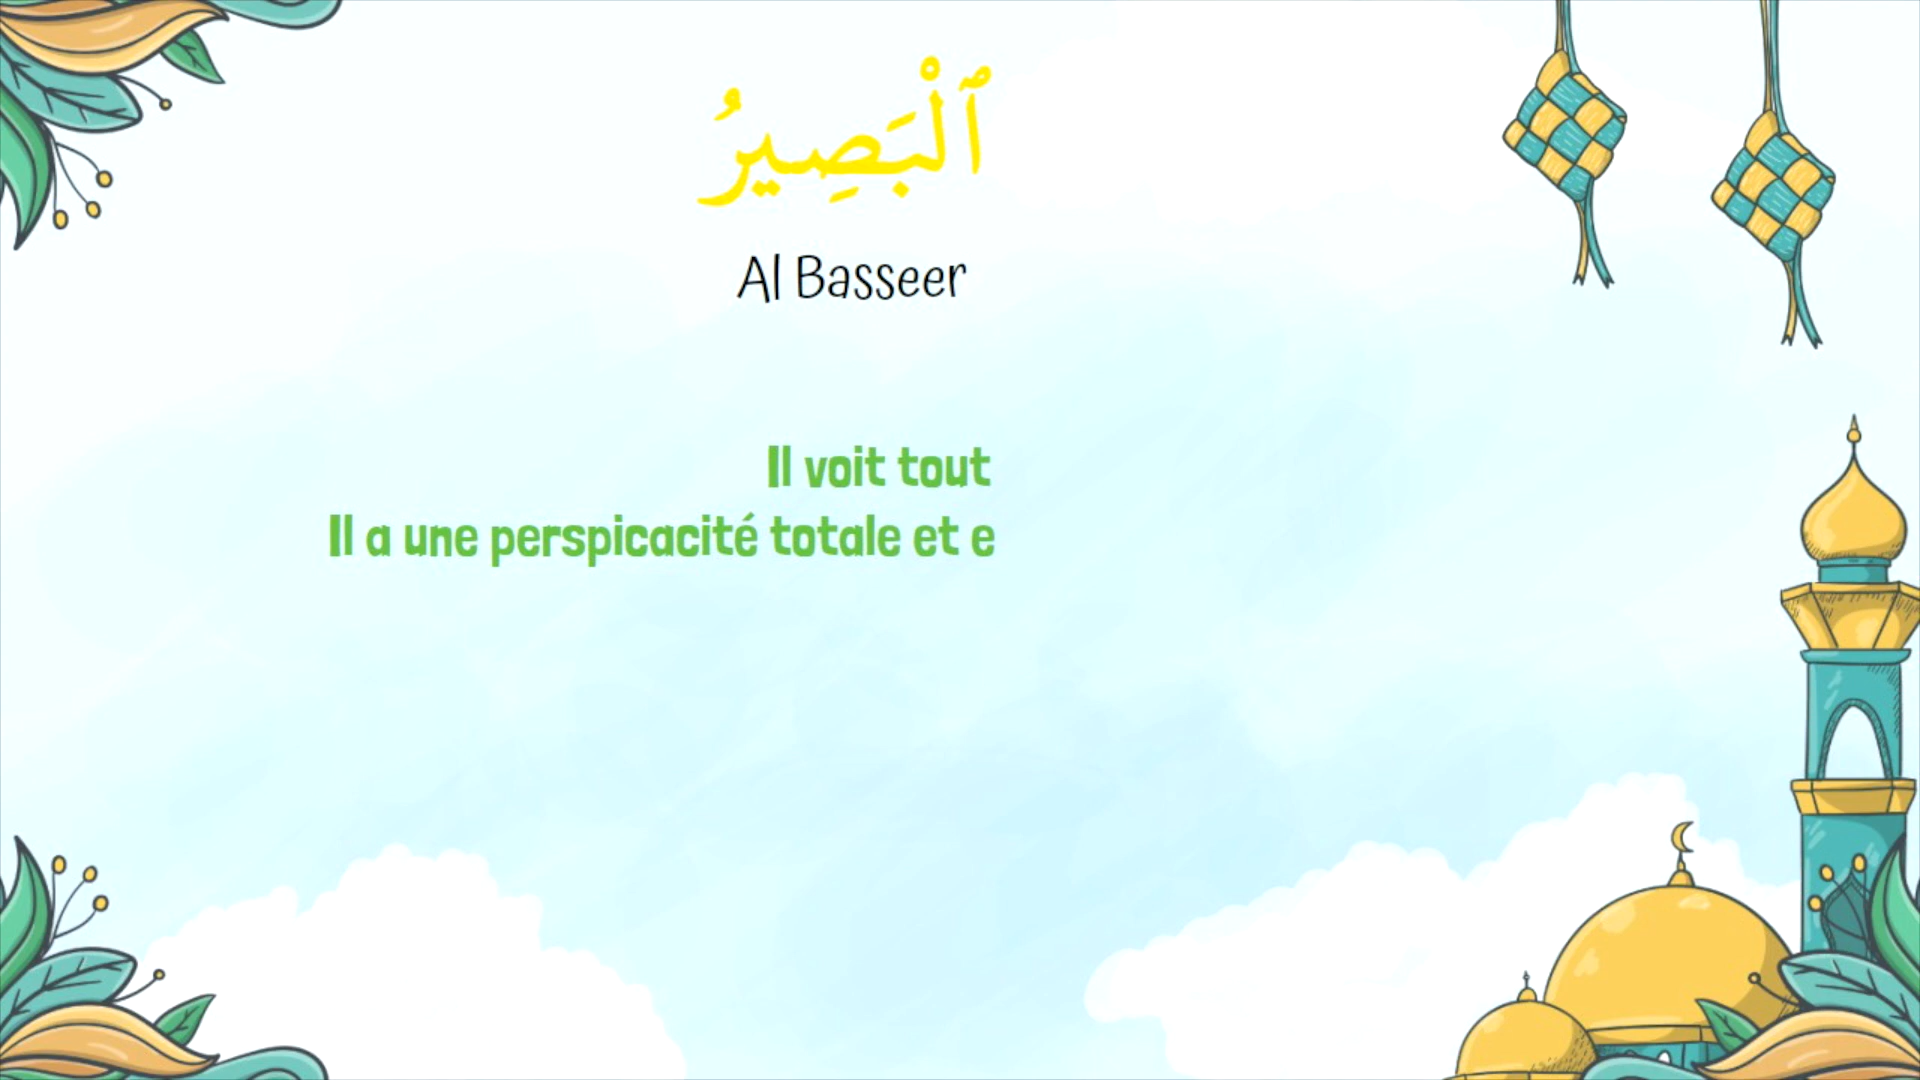 ٱلْبَصِيرُ
Al Basseer
Il voit tout
Il a une perspicacité totale et e